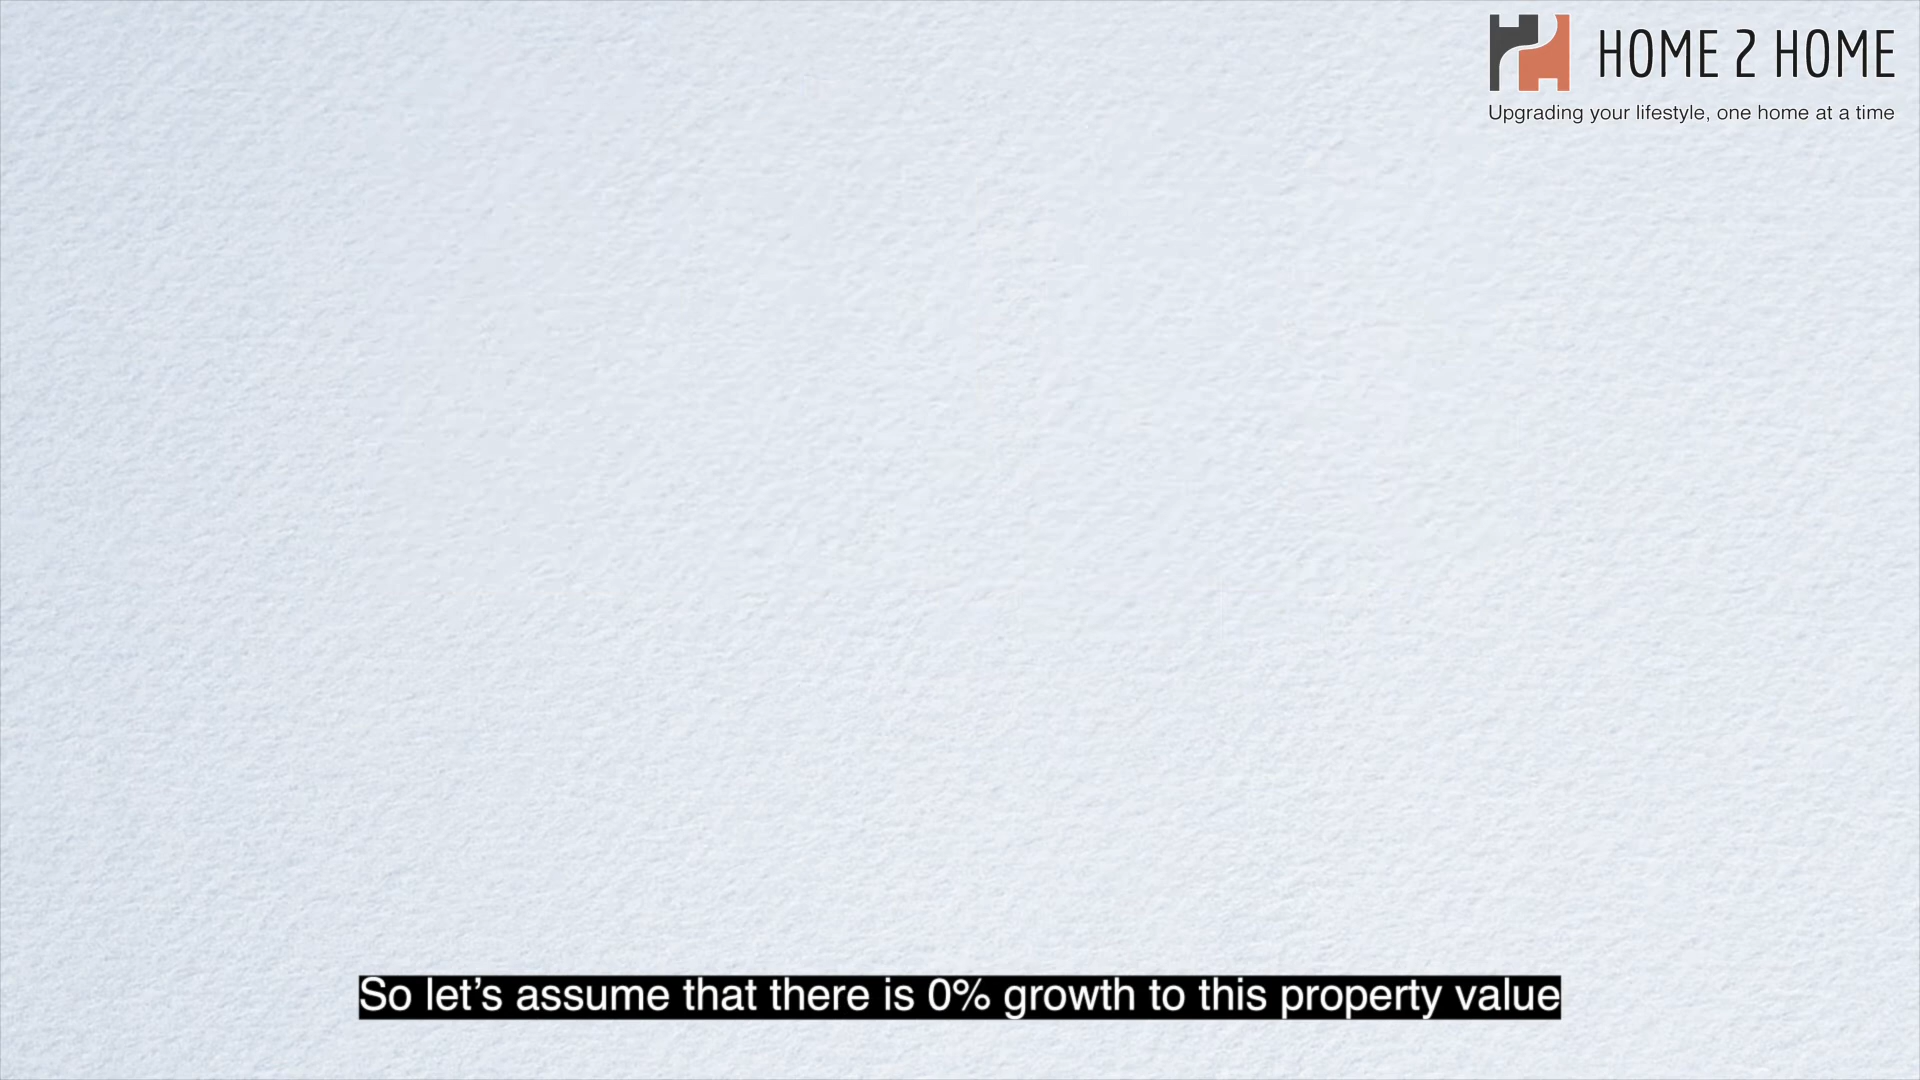 HOME 2 HOME
Upgrading your lifestyle, one home at a time
So let’s assume that there is 0% growth to this property value